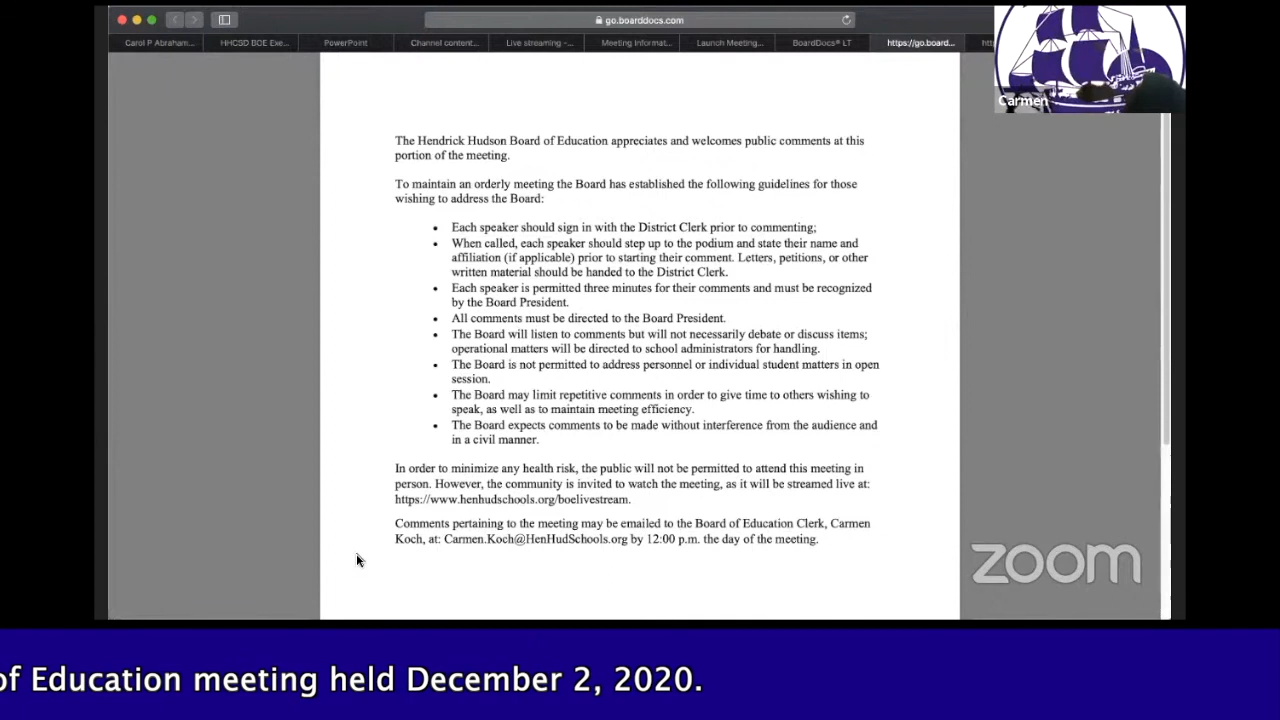 go.boarddocs.com
Carol P Abraham...
HHCSD BOE Exe...
PowerPoint
Channel content...
Live streaming -...
Meeting Informat...
Launch Meeting...
BoardDocs® LT
https://go.board...
Carmen
The Hendrick Hudson Board of Education appreciates and welcomes public comments at this
portion of the meeting.
To maintain an orderly meeting the Board has established the following guidelines for those
wishing to address the Board:
• Each speaker should sign in with the District Clerk prior to commenting;
• When called, each speaker should step up to the podium and state their name and
affiliation (if applicable) prior to starting their comment. Letters, petitions, or other
written material should be handed to the District Clerk.
• Each speaker is permitted three minutes for their comments and must be recognized
by the Board President.
• All comments must be directed to the Board President.
• The Board will listen to comments but will not necessarily debate or discuss items;
operational matters will be directed to school administrators for handling.
• The Board is not permitted to address personnel or individual student matters in open
session.
• The Board may limit repetitive comments in order to give time to others wishing to
speak, as well as to maintain meeting efficiency.
• The Board expects comments to be made without interference from the audience and
in a civil manner.
In order to minimize any health risk, the public will not be permitted to attend this meeting in
person. However, the community is invited to watch the meeting, as it will be streamed live at:
https://www.henhudschools.org/boelivestream.
Comments pertaining to the meeting may be emailed to the Board of Education Clerk, Carmen
Koch, at: Carmen.Koch@HenHudSchools.org by 12:00 p.m. the day of the meeting.
zoom
of Education meeting held December 2, 2020.